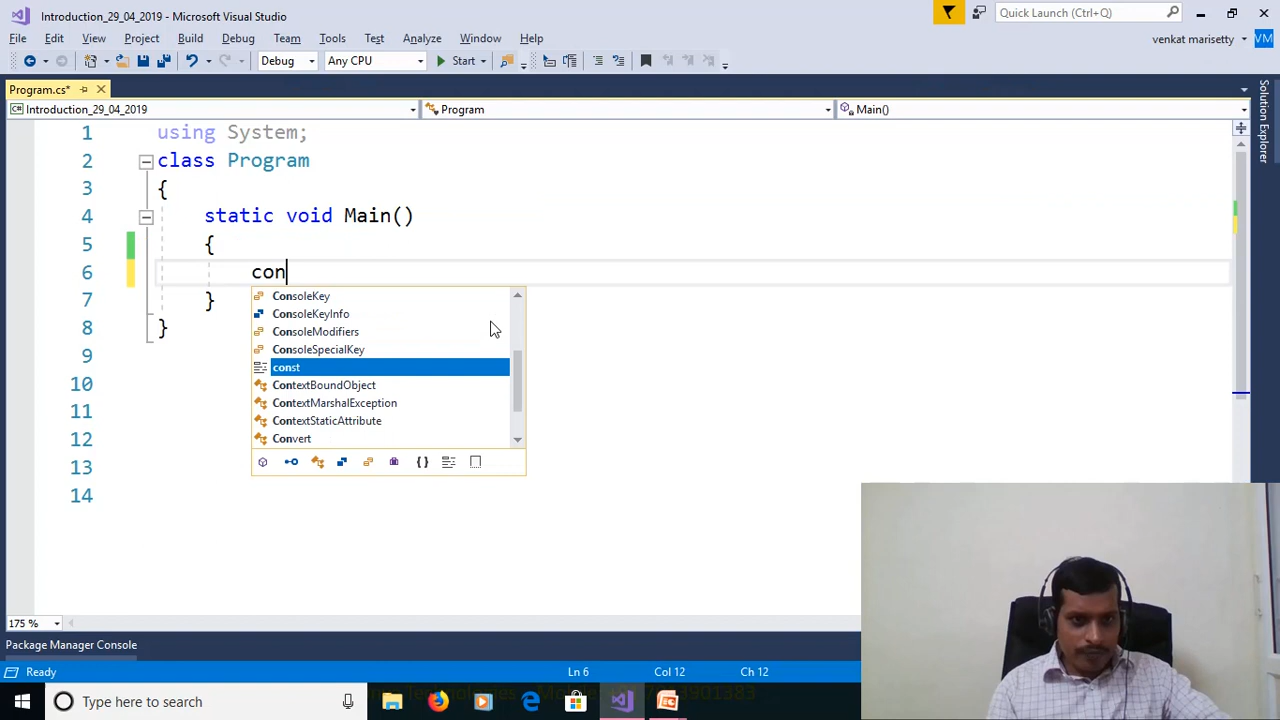 Introduction_29_04_2019 - Microsoft Visual Studio
Quick Launch (Ctrl+Q)
File Edit View Project Build Debug Team Tools Test Analyze Window Help
venkat marisetty VM
Debug Any CPU Start
Program.cs*
Introduction_29_04_2019 Program Main()
Solution Explorer
1 using System;
2 class Program
3 {
4 static void Main()
5 {
6 con
7 }
8 }
9
10
11
12
13
14
ConsoleKey
ConsoleKeyInfo
ConsoleModifiers
ConsoleSpecialKey
const
ContextBoundObject
ContextMarshalException
ContextStaticAttribute
Convert
175 %
Package Manager Console
Ready Ln 6 Col 12 Ch 12
Type here to search